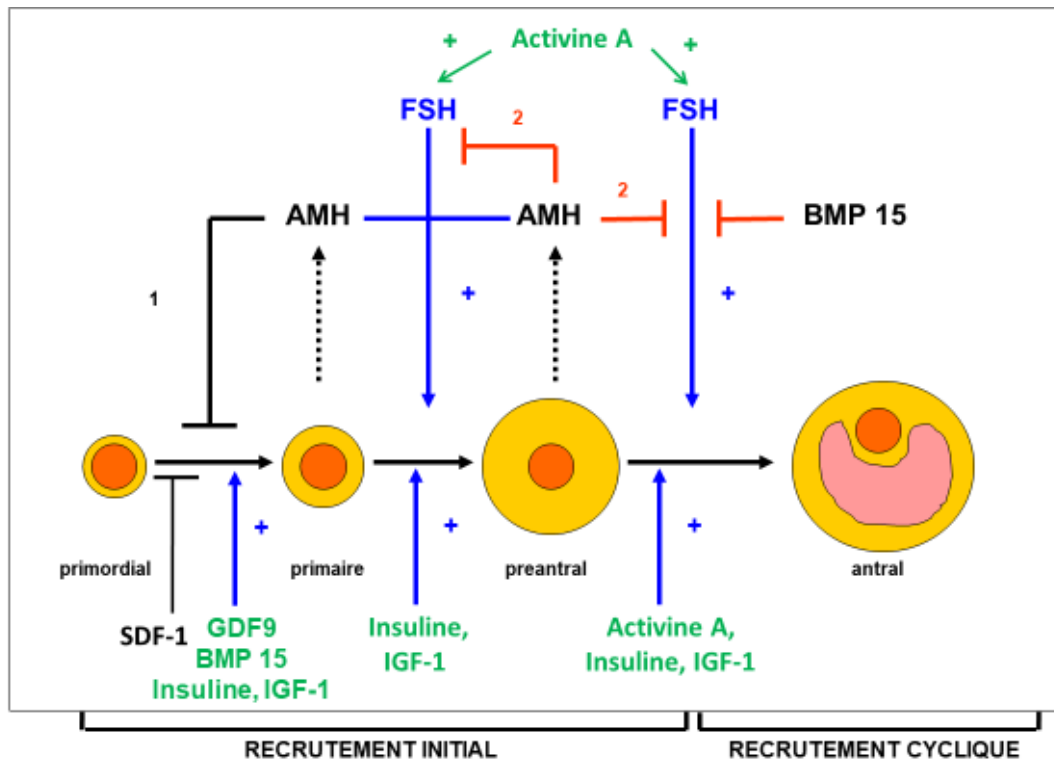 + Activine A +
FSH FSH
2
2
AMH AMH BMP 15
1
+ +
+ + +
primordial primaire preantral antral
SDF-1
GDF9
BMP 15
Insuline, IGF-1
Insuline,
IGF-1
Activine A,
Insuline, IGF-1
RECRUTEMENT INITIAL RECRUTEMENT CYCLIQUE